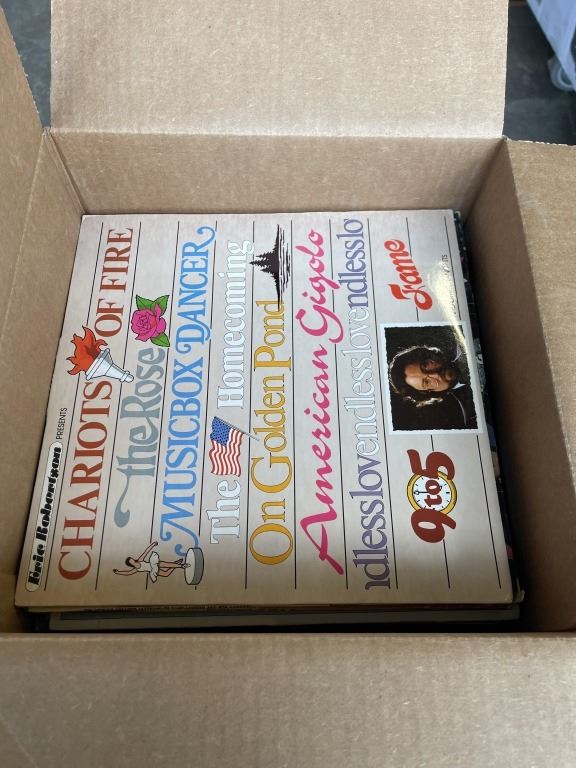 Eric Robertson PRESENTS
CHARIOTS OF FIRE
the Rose
MUSICBOX DANCER
The Homecoming
On Golden Pond
American Gigolo
ndlesslovendlesslovendlesslo
Fame
9 to 5